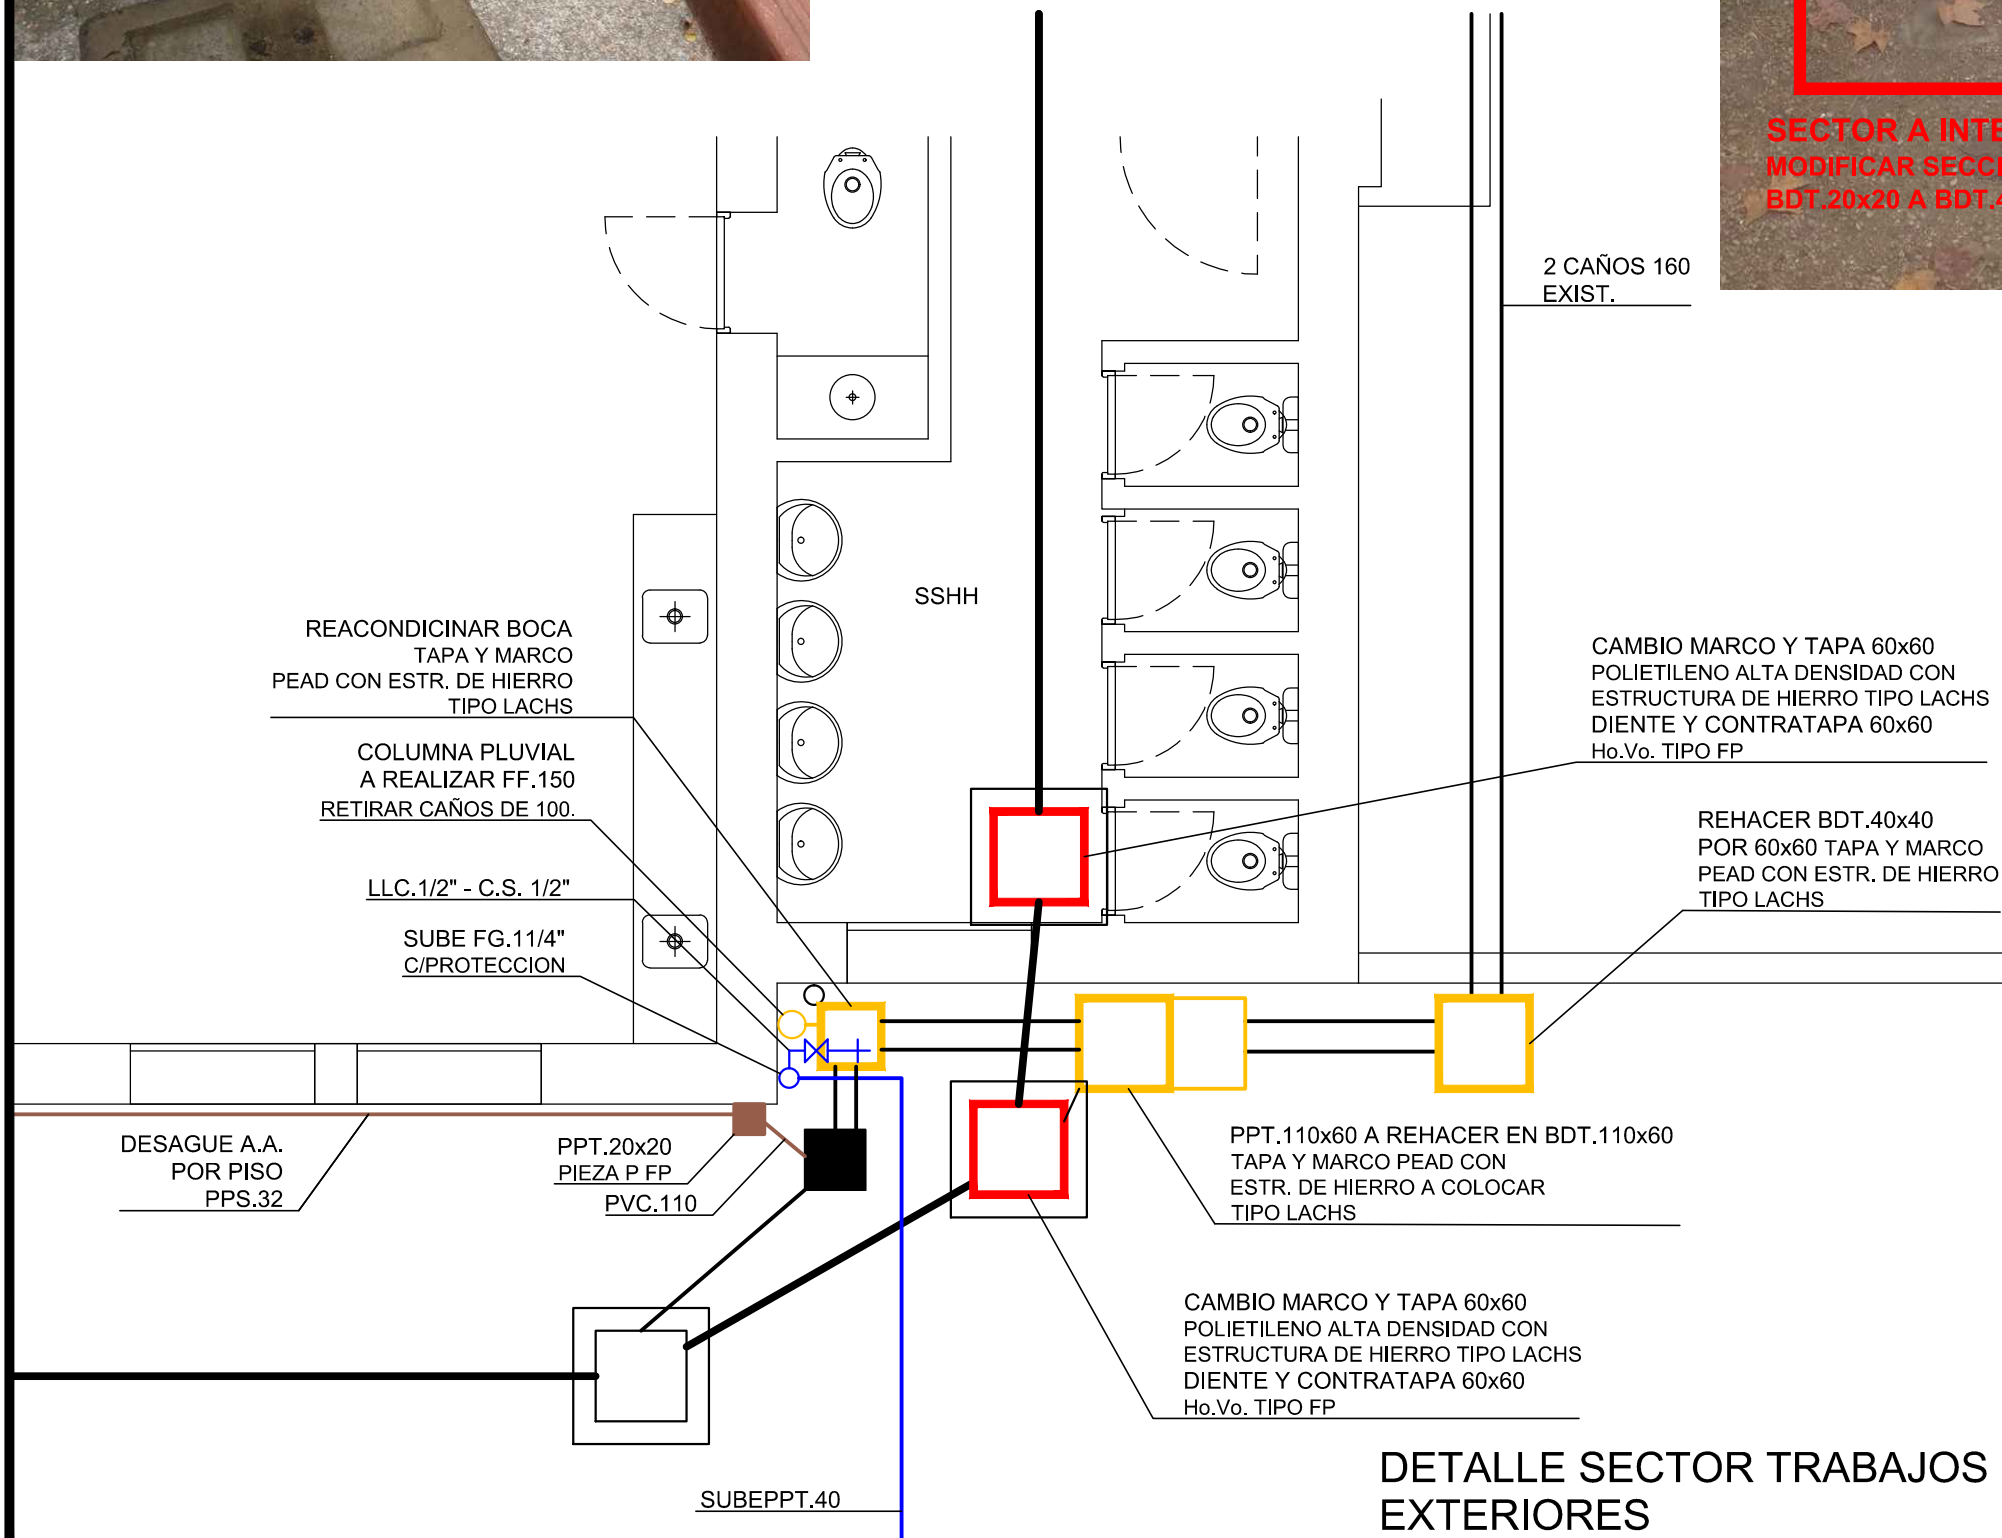 SECTOR A
MODIFICAR
BDT.20x20 A
2 CAÑOS 160
EXIST.
SSHH
REACONDICINAR BOCA
TAPA Y MARCO
PEAD CON ESTR. DE HIERRO
TIPO LACHS
COLUMNA PLUVIAL
A REALIZAR FF.150
RETIRAR CAÑOS DE 100.
LLC.1/2" - C.S. 1/2"
SUBE FG.11/4"
C/PROTECCION
CAMBIO MARCO Y TAPA 60x60
POLIETILENO ALTA DENSIDAD CON
ESTRUCTURA DE HIERRO TIPO LACHS
DIENTE Y CONTRATAPA 60x60
Ho.Vo. TIPO FP
REHACER BDT.40x40
POR 60x60 TAPA Y MARCO
PEAD CON ESTR. DE HIERRO
TIPO LACHS
DESAGUE A.A.
POR PISO
PPS.32
PPT.20x20
PIEZA P FP
PVC.110
PPT.110x60 A REHACER EN BDT.110x60
TAPA Y MARCO PEAD CON
ESTR. DE HIERRO A COLOCAR
TIPO LACHS
CAMBIO MARCO Y TAPA 60x60
POLIETILENO ALTA DENSIDAD CON
ESTRUCTURA DE HIERRO TIPO LACHS
DIENTE Y CONTRATAPA 60x60
Ho.Vo. TIPO FP
SUBEPPT.40
DETALLE SECTOR TRABAJOS
EXTERIORES